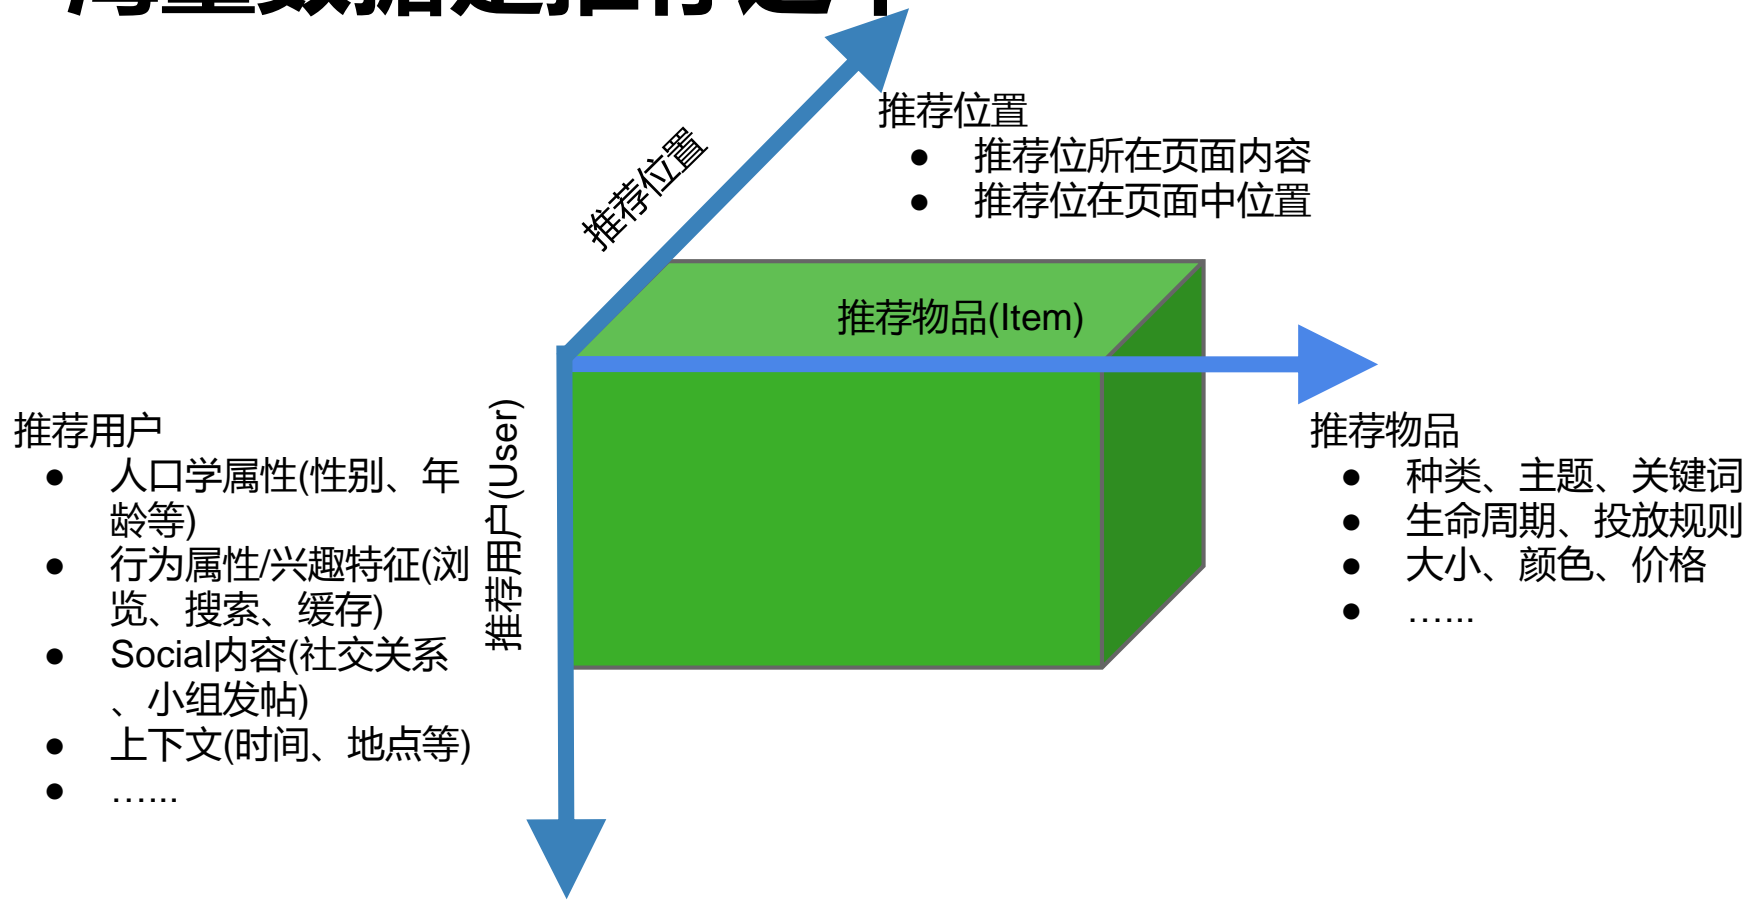 推荐位置
推荐位所在页面内容
推荐位在页面中位置
推荐位置
推荐物品(Item)
推荐用户(User)
推荐用户
人口学属性(性别、年
龄等)
行为属性/兴趣特征(浏
览、搜索、缓存)
Social内容(社交关系
、小组发帖)
上下文(时间、地点等)
…...
推荐物品
种类、主题、关键词
生命周期、投放规则
大小、颜色、价格
…...